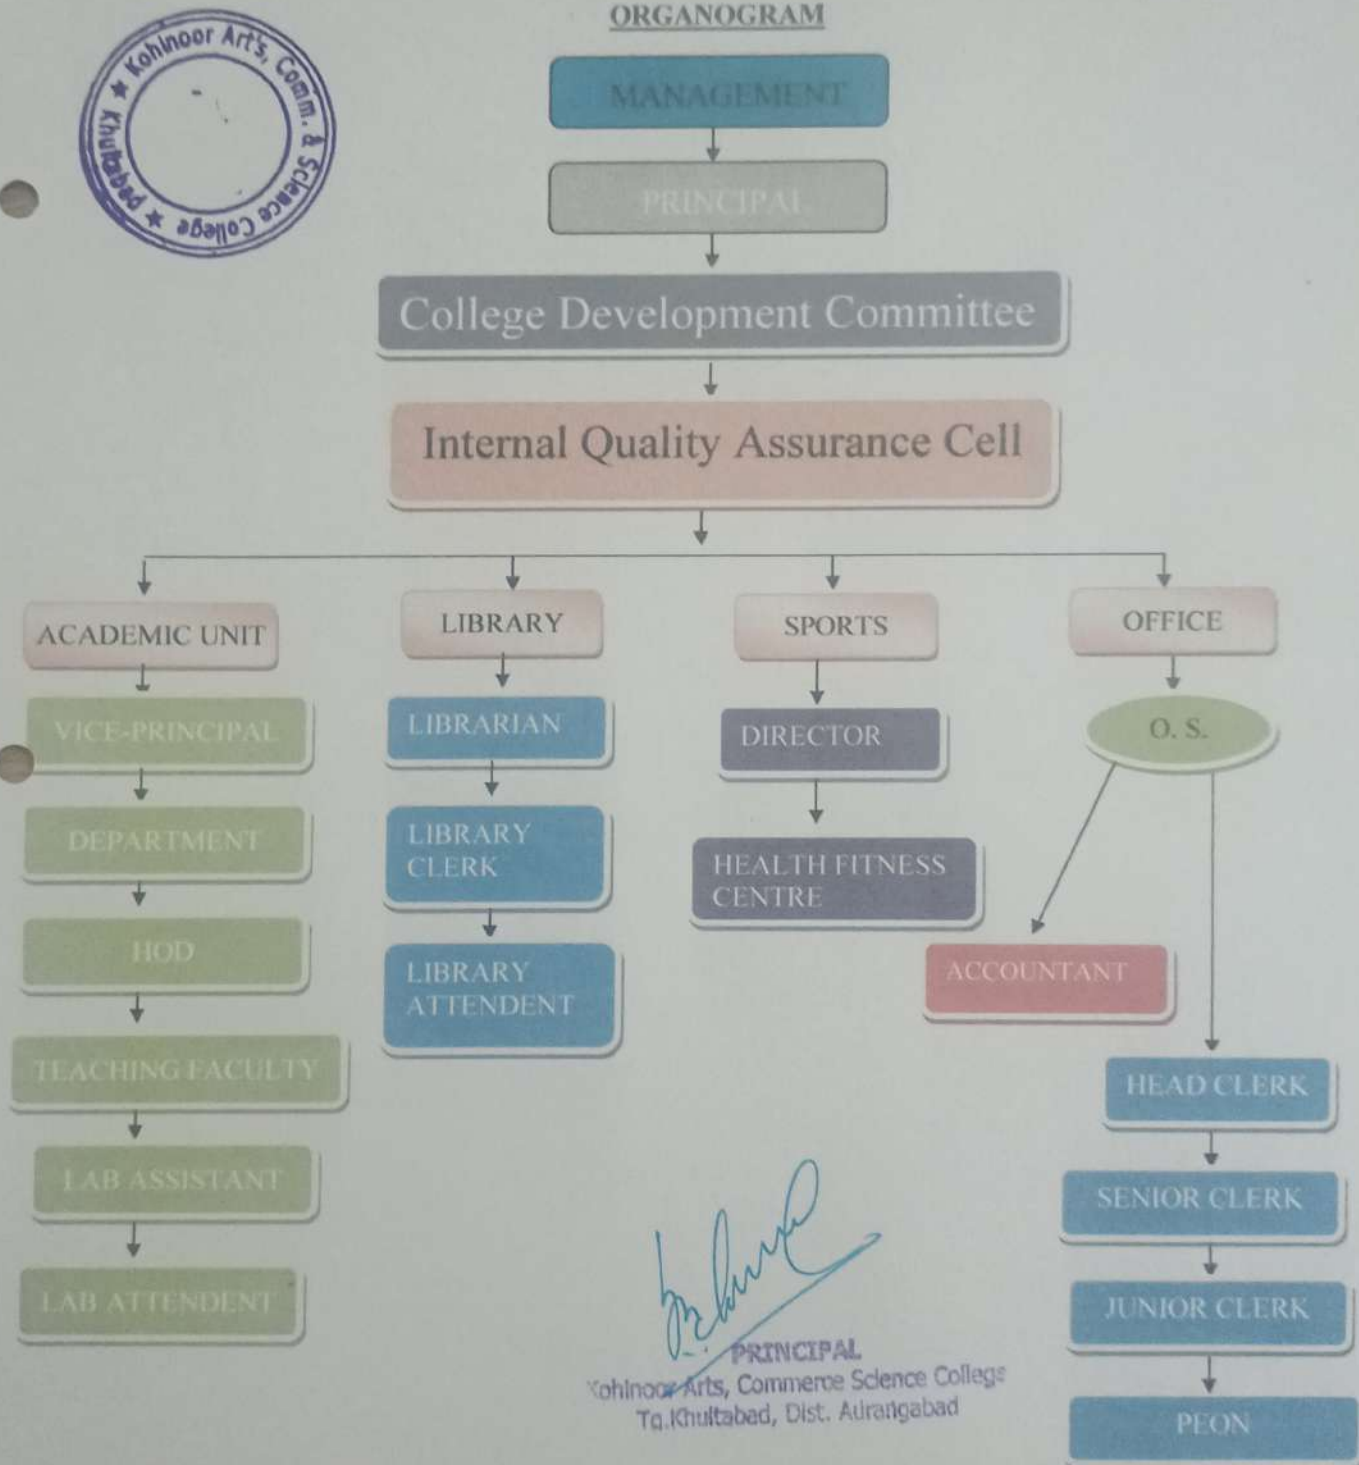 ORGANOGRAM
Kohinoor Art's, Comm. & Science College ★ Khultabad ★
MANAGEMENT
PRINCIPAL
College Development Committee
Internal Quality Assurance Cell
ACADEMIC UNIT
VICE-PRINCIPAL
DEPARTMENT
HOD
TEACHING FACULTY
LAB ASSISTANT
LAB ATTENDENT
LIBRARY
LIBRARIAN
LIBRARY
CLERK
LIBRARY
ATTENDENT
SPORTS
DIRECTOR
HEALTH FITNESS
CENTRE
OFFICE
O. S.
ACCOUNTANT
HEAD CLERK
SENIOR CLERK
JUNIOR CLERK
PEON
PRINCIPAL
Kohinoor Arts, Commerce Science College
Tq.Khultabad, Dist. Aurangabad